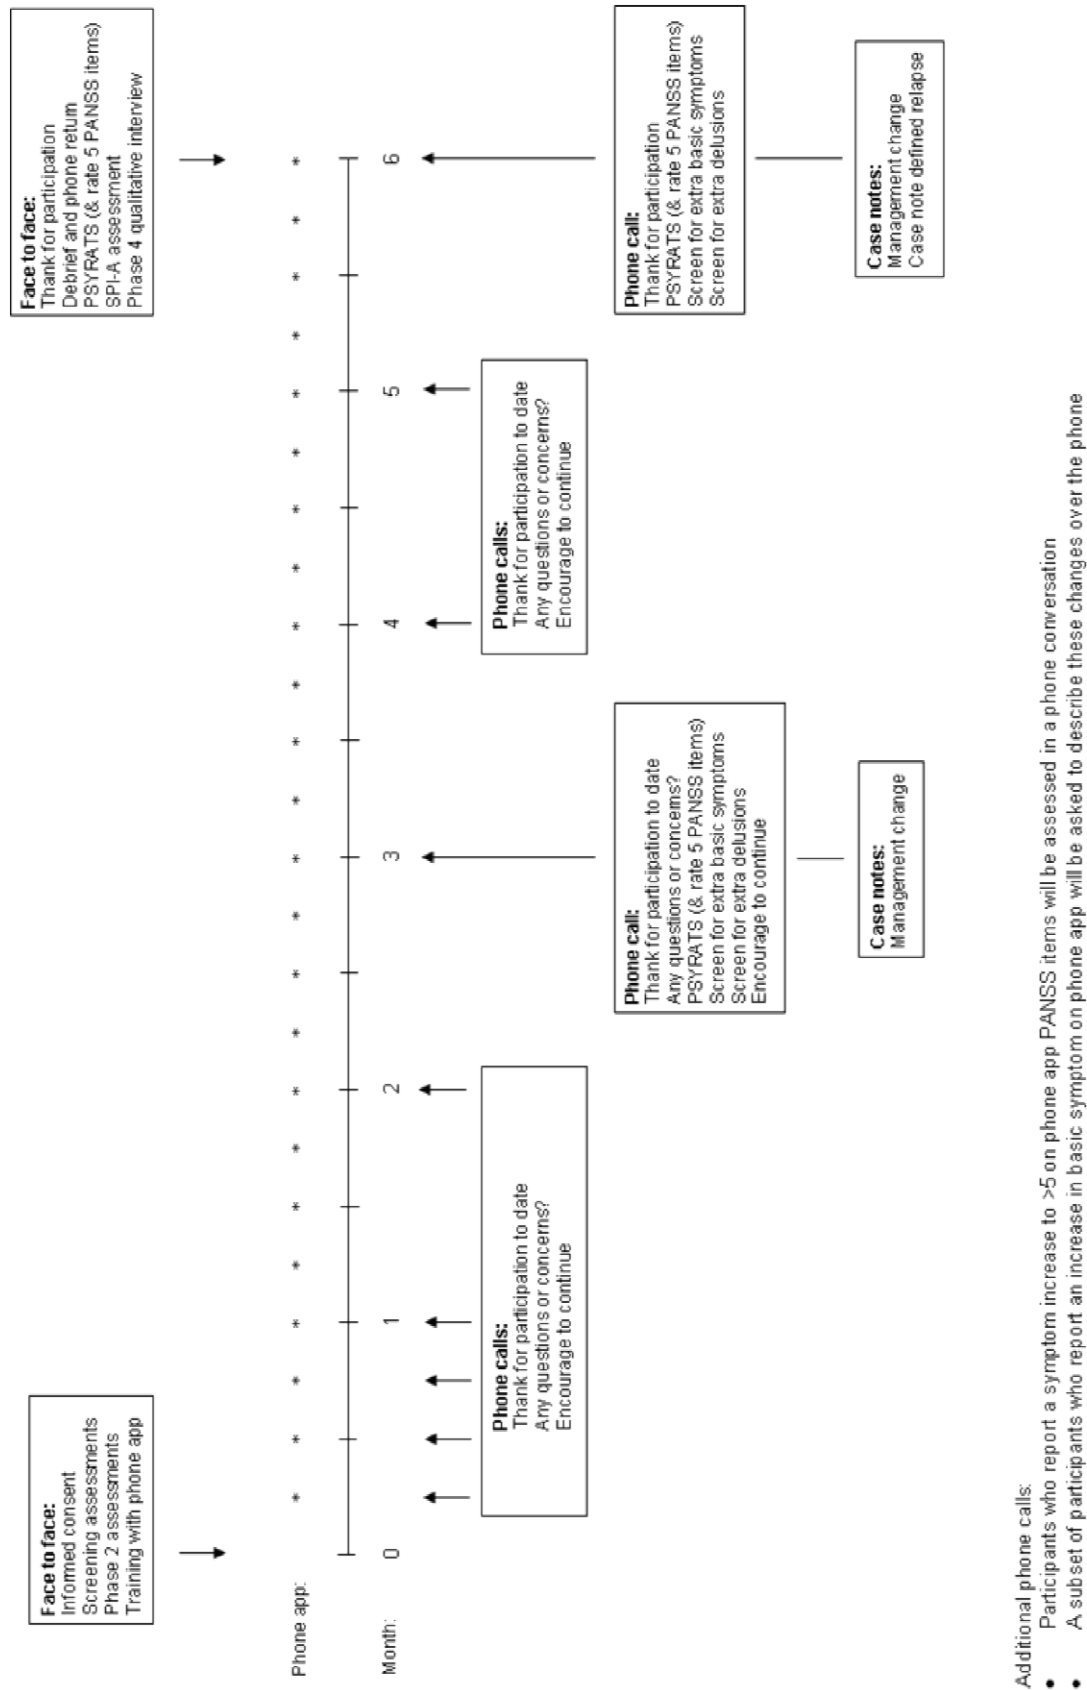 Face to face:
Informed consent
Screening assessments
Phase 2 assessments
Training with phone app
Face to face:
Thank for participation
Debrief and phone return
PSYRATS (& rate 5 PANSS items)
SPI-A assessment
Phase 4 qualitative interview
Phone app: * * * * * * * * * * * * * * * * * * * * * * * *
Month: 0 1 2 3 4 5 6
Phone calls:
Thank for participation to date
Any questions or concerns?
Encourage to continue
Phone calls:
Thank for participation to date
Any questions or concerns?
Encourage to continue
Phone call:
Thank for participation to date
Any questions or concerns?
PSYRATS (& rate 5 PANSS items)
Screen for extra basic symptoms
Screen for extra delusions
Encourage to continue
Phone call:
Thank for participation
PSYRATS (& rate 5 PANSS items)
Screen for extra basic symptoms
Screen for extra delusions
Case notes:
Management change
Case notes:
Management change
Case note defined relapse
Additional phone calls:
• Participants who report a symptom increase to >5 on phone app PANSS items will be assessed in a phone conversation
• A subset of participants who report an increase in basic symptom on phone app will be asked to describe these changes over the phone